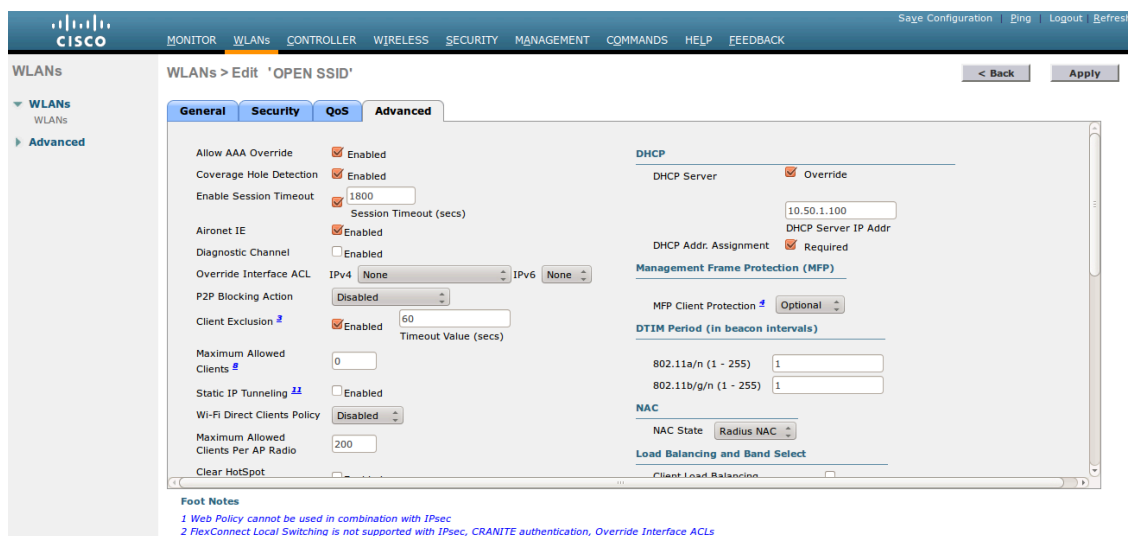 Save Configuration | Ping | Logout | Refresh
CISCO
MONITOR WLANs CONTROLLER WIRELESS SECURITY MANAGEMENT COMMANDS HELP FEEDBACK
WLANs
WLANs
WLANs
Advanced
WLANs > Edit 'OPEN SSID'
< Back
Apply
General Security QoS Advanced
Allow AAA Override Enabled
Coverage Hole Detection Enabled
Enable Session Timeout 1800
Session Timeout (secs)
Aironet IE Enabled
Diagnostic Channel Enabled
Override Interface ACL IPv4 None IPv6 None
P2P Blocking Action Disabled
Client Exclusion 3 Enabled 60
Timeout Value (secs)
Maximum Allowed
Clients 8 0
Static IP Tunneling 11 Enabled
Wi-Fi Direct Clients Policy Disabled
Maximum Allowed
Clients Per AP Radio 200
Clear HotSpot
DHCP
DHCP Server Override
10.50.1.100
DHCP Server IP Addr
DHCP Addr. Assignment Required
Management Frame Protection (MFP)
MFP Client Protection 4 Optional
DTIM Period (in beacon intervals)
802.11a/n (1 - 255) 1
802.11b/g/n (1 - 255) 1
NAC
NAC State Radius NAC
Load Balancing and Band Select
Client Load Balancing
Foot Notes
1 Web Policy cannot be used in combination with IPsec
2 FlexConnect Local Switching is not supported with IPsec, CRANITE authentication, Override Interface ACLs